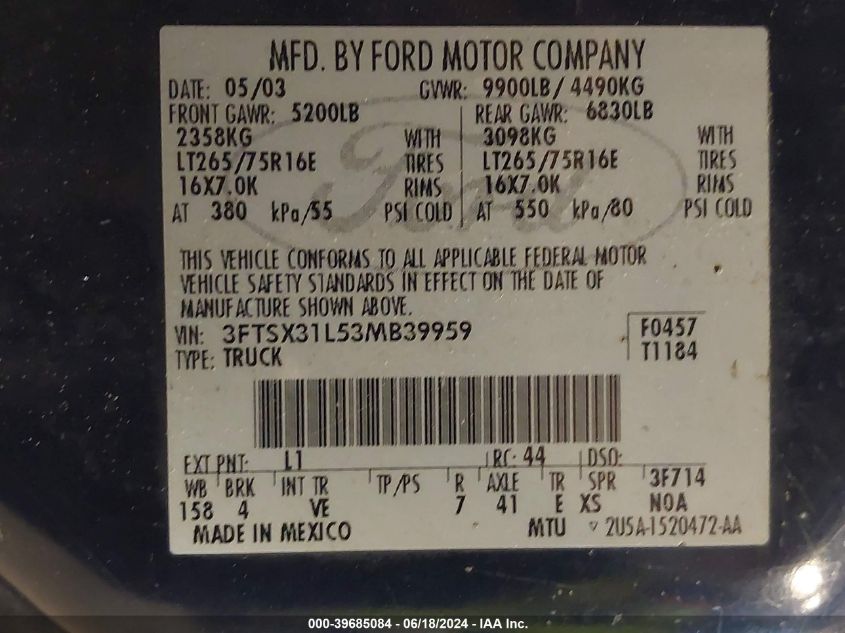 MFD. BY FORD MOTOR COMPANY
DATE: 05/03 GVWR: 9900LB/ 4490KG
FRONT GAWR: 5200LB REAR GAWR: 6830LB
2358KG WITH 3098KG WITH
LT265/75R16E TIRES LT265/75R16E TIRES
16X7.0K RIMS 16X7.0K RIMS
AT 380 kPa/55 PSI COLD AT 550 kPa/80 PSI COLD
Ford
THIS VEHICLE CONFORMS TO ALL APPLICABLE FEDERAL MOTOR
VEHICLE SAFETY STANDARDS IN EFFECT ON THE DATE OF
MANUFACTURE SHOWN ABOVE.
VIN: 3FTSX31L53MB39959 F0457
TYPE: TRUCK T1184
EXT PNT: L1 RC: 44 DSO:
WB BRK INT TR TP/PS R AXLE TR SPR 3F714
158 4 VE 7 41 E XS NOA
MADE IN MEXICO MTU 2U5A-1520472-AA
000-39685084 - 06/18/2024 - IAA Inc.